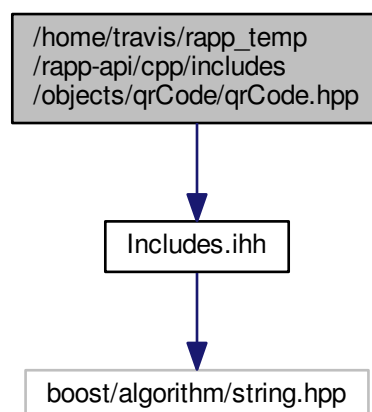 /home/travis/rapp_temp
/rapp-api/cpp/includes
/objects/qrCode/qrCode.hpp
Includes.ihh
boost/algorithm/string.hpp